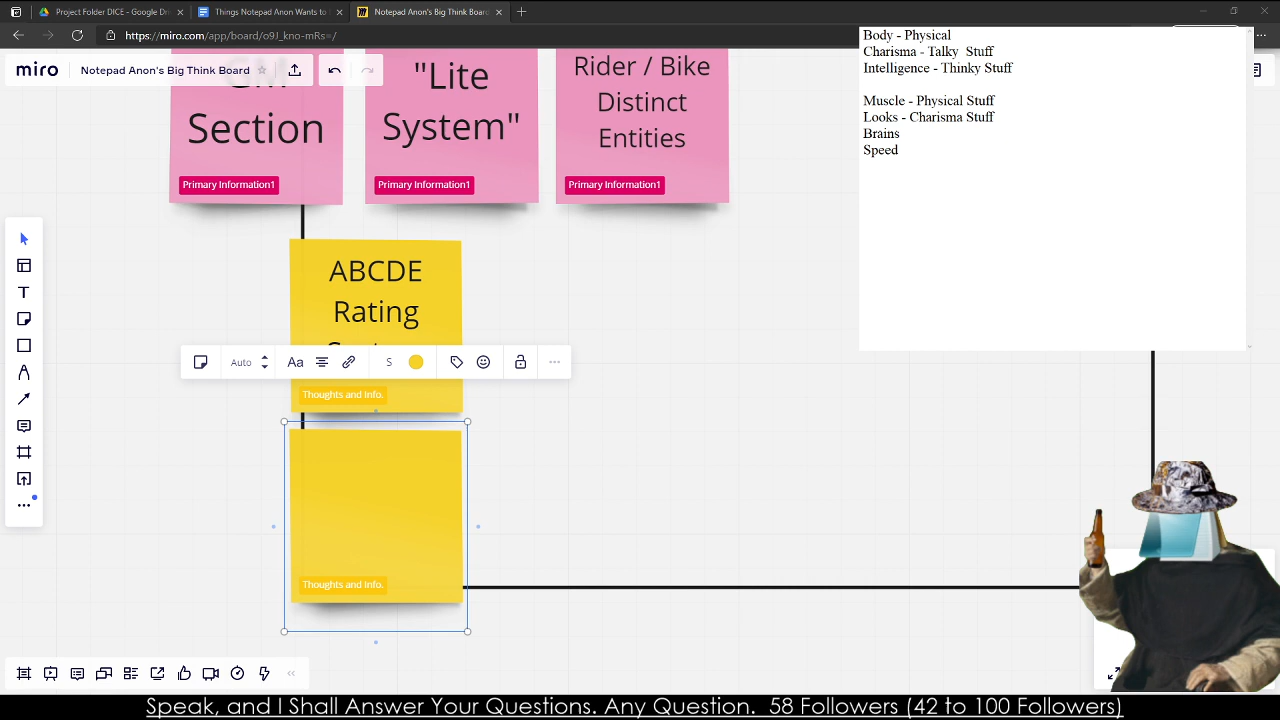 Project Folder DICE - Google Dr
Things Notepad Anon Wants to
Notepad Anon's Big Think Board
https://miro.com/app/board/o9J_kno-mRs=/
miro
Notepad Anon's Big Think Board
Section
Primary Information1
"Lite
System"
Primary Information1
Rider / Bike
Distinct
Entities
Primary Information1
Body - Physical
Charisma - Talky Stuff
Intelligence - Thinky Stuff
Muscle - Physical Stuff
Looks - Charisma Stuff
Brains
Speed
ABCDE
Rating
Auto
Aa
S
Thoughts and Info.
Thoughts and Info.
Speak, and I Shall Answer Your Questions. Any Question. 58 Followers (42 to 100 Followers)